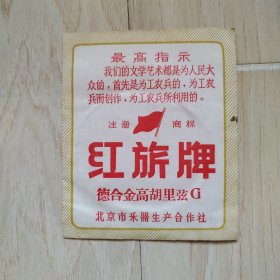 最高指示
我们的文学艺术都是为人民大
众的，首先是为工农兵的，为工农
兵而创作，为工农兵所利用的。
注册 商标
红旗牌
德合金高胡里弦G
北京市乐器生产合作社